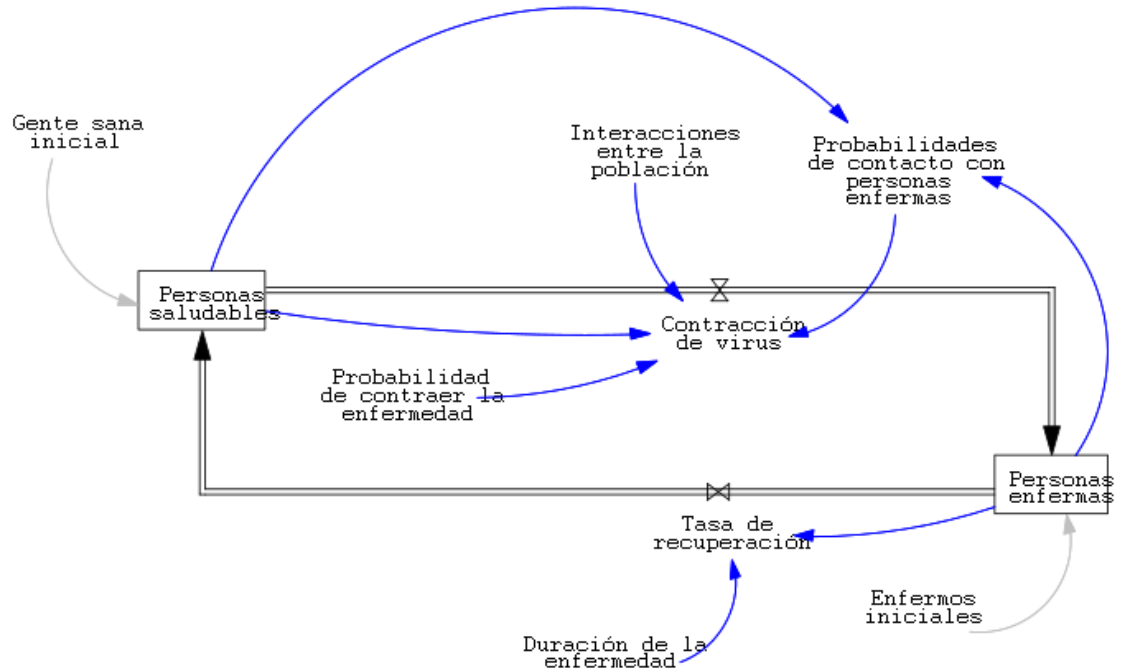 Gente sana
inicial
Interacciones
entre la
población
Probabilidades
de contacto con
personas
enfermas
Personas
saludables
Contracción
de virus
Probabilidad
de contraer la
enfermedad
Personas
enfermas
Tasa de
recuperación
Enfermos
iniciales
Duración de la
enfermedad